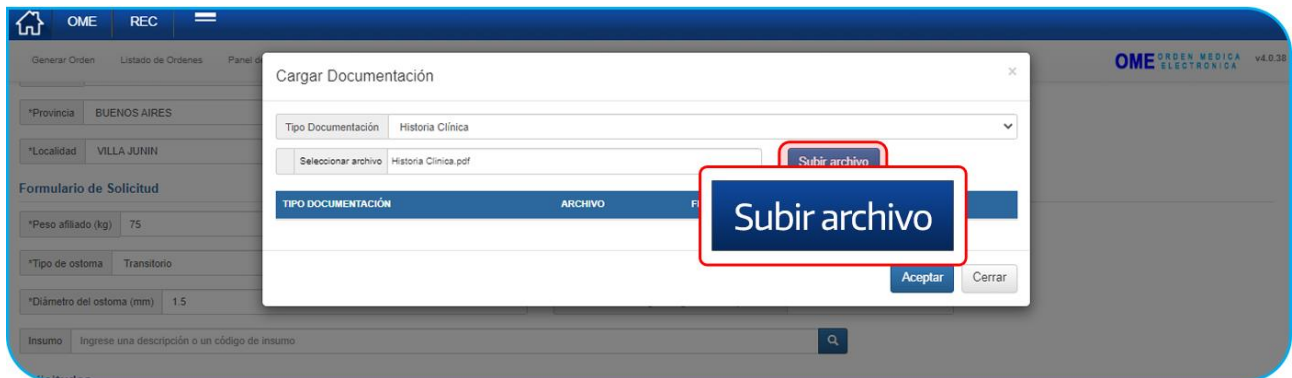 OME REC
Generar Orden Listado de Ordenes Panel de
OME ORDEN MEDICA ELECTRONICA v4.0.38
Cargar Documentación ×
*Provincia BUENOS AIRES
*Localidad VILLA JUNIN
Tipo Documentación Historia Clínica
Seleccionar archivo Historia Clinica.pdf Subir archivo
Formulario de Solicitud
TIPO DOCUMENTACIÓN ARCHIVO
Subir archivo
*Peso afiliado (kg) 75
*Tipo de ostoma Transitorio
Aceptar Cerrar
*Diámetro del ostoma (mm) 1.5
Insumo Ingrese una descripción o un código de insumo